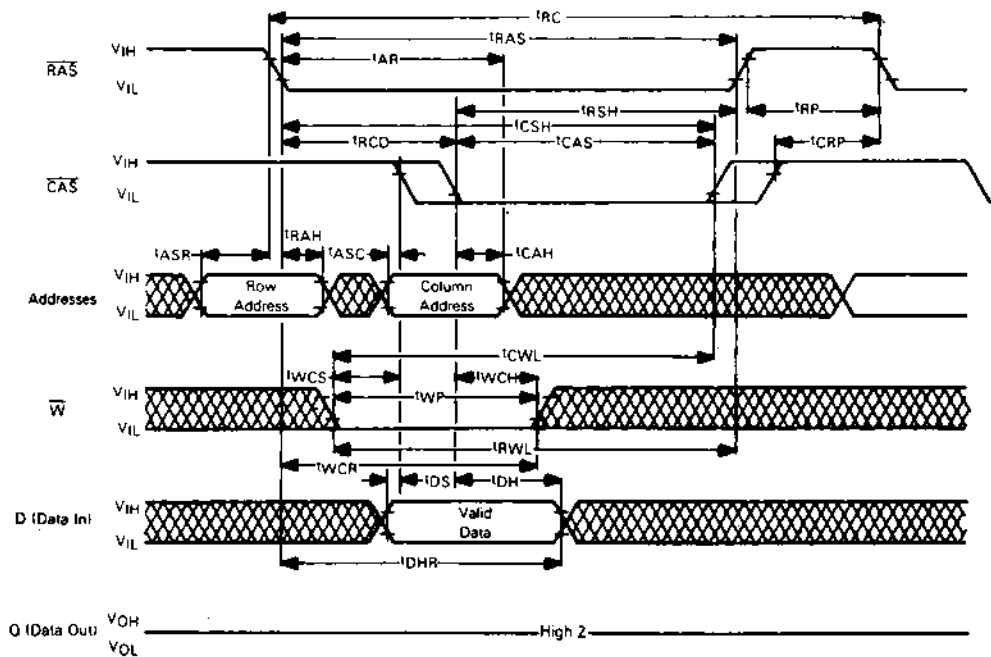 tRC
tRAS
tAR
VIH
RAS
VIL
tRSH
tRP
tCSH
tRCD
tCAS
tCRP
VIH
CAS
VIL
tRAH
tASR
tASC
tCAH
VIH
Addresses
VIL
Row
Address
Column
Address
tCWL
tWCS
tWCH
VIH
tWP
W
VIL
tRWL
tWCR
tDS
tDH
VIH
D (Data In)
VIL
Valid
Data
tDHR
VOH
Q (Data Out)
High 2
VOL